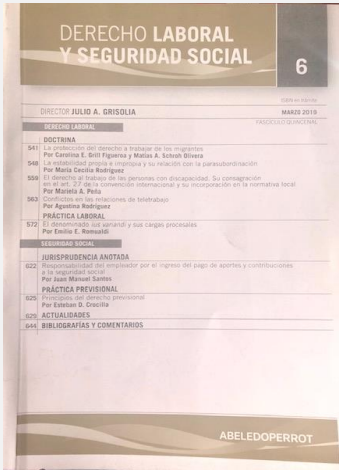 DERECHO LABORAL
Y SEGURIDAD SOCIAL
6
DIRECTOR JULIO A. GRISOLIA
MARZO 2019
FASCÍCULO QUINCENAL
DERECHO LABORAL
DOCTRINA
541 La protección del derecho a trabajar de los migrantes
Por Carolina E. Grill Figueroa y Matías A. Schosh Olivera
548 La estabilidad propia e impropia y su relación con la parasubordinación
Por María Cecilia Rodríguez
550 El derecho al trabajo de las personas con discapacidad. Su consagración
en el art. 27 de la convención internacional y su incorporación en la normativa local
Por Mariela A. Peña
563 Conflictos en las relaciones de teletrabajo
Por Agustina Rodríguez
PRÁCTICA LABORAL
572 El denominado ius variandi y sus cargas procesales
Por Emilio E. Romualdi
SEGURIDAD SOCIAL
JURISPRUDENCIA ANOTADA
622 Responsabilidad del empleador por el ingreso del pago de aportes y contribuciones
a la seguridad social
Por Juan Manuel Santos
PRÁCTICA PREVISIONAL
625 Principios del derecho previsional
Por Esteban D. Crocilla
629 ACTUALIDADES
644 BIBLIOGRAFÍAS Y COMENTARIOS
ABELEDOPERROT